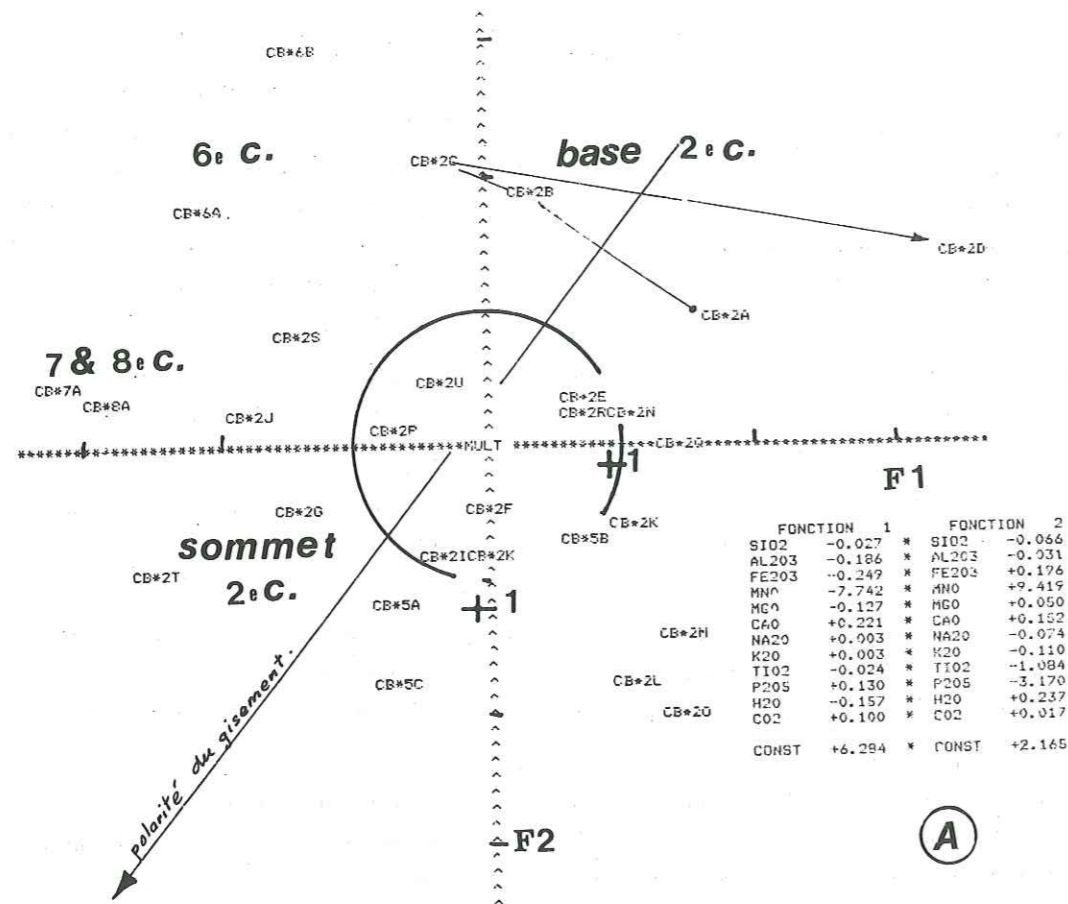 CB*6B
6e c.
base 2e c.
CB*2C
CB*2B
CB*6A
CB*2D
CB*2A
CB*2S
7 & 8e c.
CB*7A
CB*8A
CB*2U
CB*2E
CB*2J
CB*2P
CB*2RCB*2N
MULT
CB*2Q
+1
F1
CB*2G
CB*2F
CB*2K
CB*5B
sommet
2e c.
CB*2ICB*2K
CB*2T
CB*5A
+1
CB*2M
CB*5C
CB*2L
CB*2O
polarité du gisement.
F2
FONCTION 1 * FONCTION 2
SIO2 -0.027 * SIO2 -0.066
AL2O3 -0.186 * AL2O3 -0.031
FE2O3 -0.249 * FE2O3 +0.176
MNO -7.742 * MNO +9.419
MGO -0.127 * MGO +0.050
CAO +0.221 * CAO +0.152
NA2O +0.003 * NA2O -0.074
K2O +0.003 * K2O -0.110
TIO2 -0.024 * TIO2 -1.084
P2O5 +0.130 * P2O5 -3.170
H2O -0.157 * H2O +0.237
CO2 +0.100 * CO2 +0.017
CONST +6.284 * CONST +2.165
A